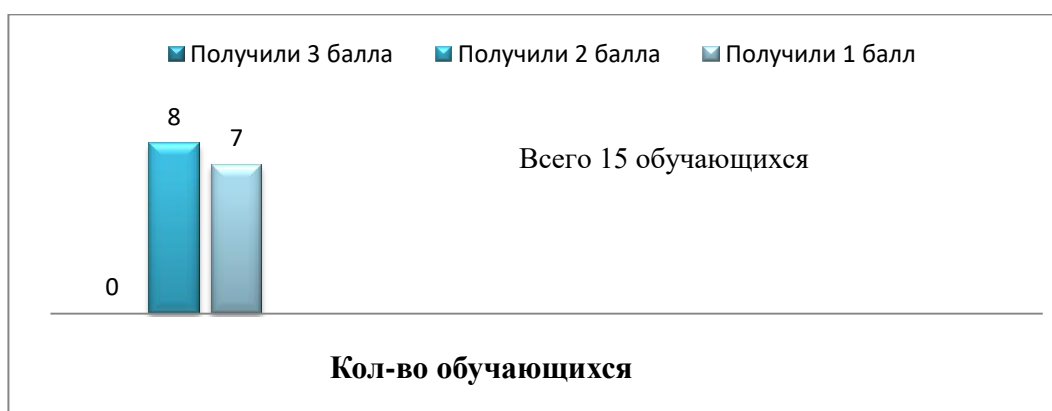 Получили 3 балла Получили 2 балла Получили 1 балл
8
7
Всего 15 обучающихся
0
Кол-во обучающихся